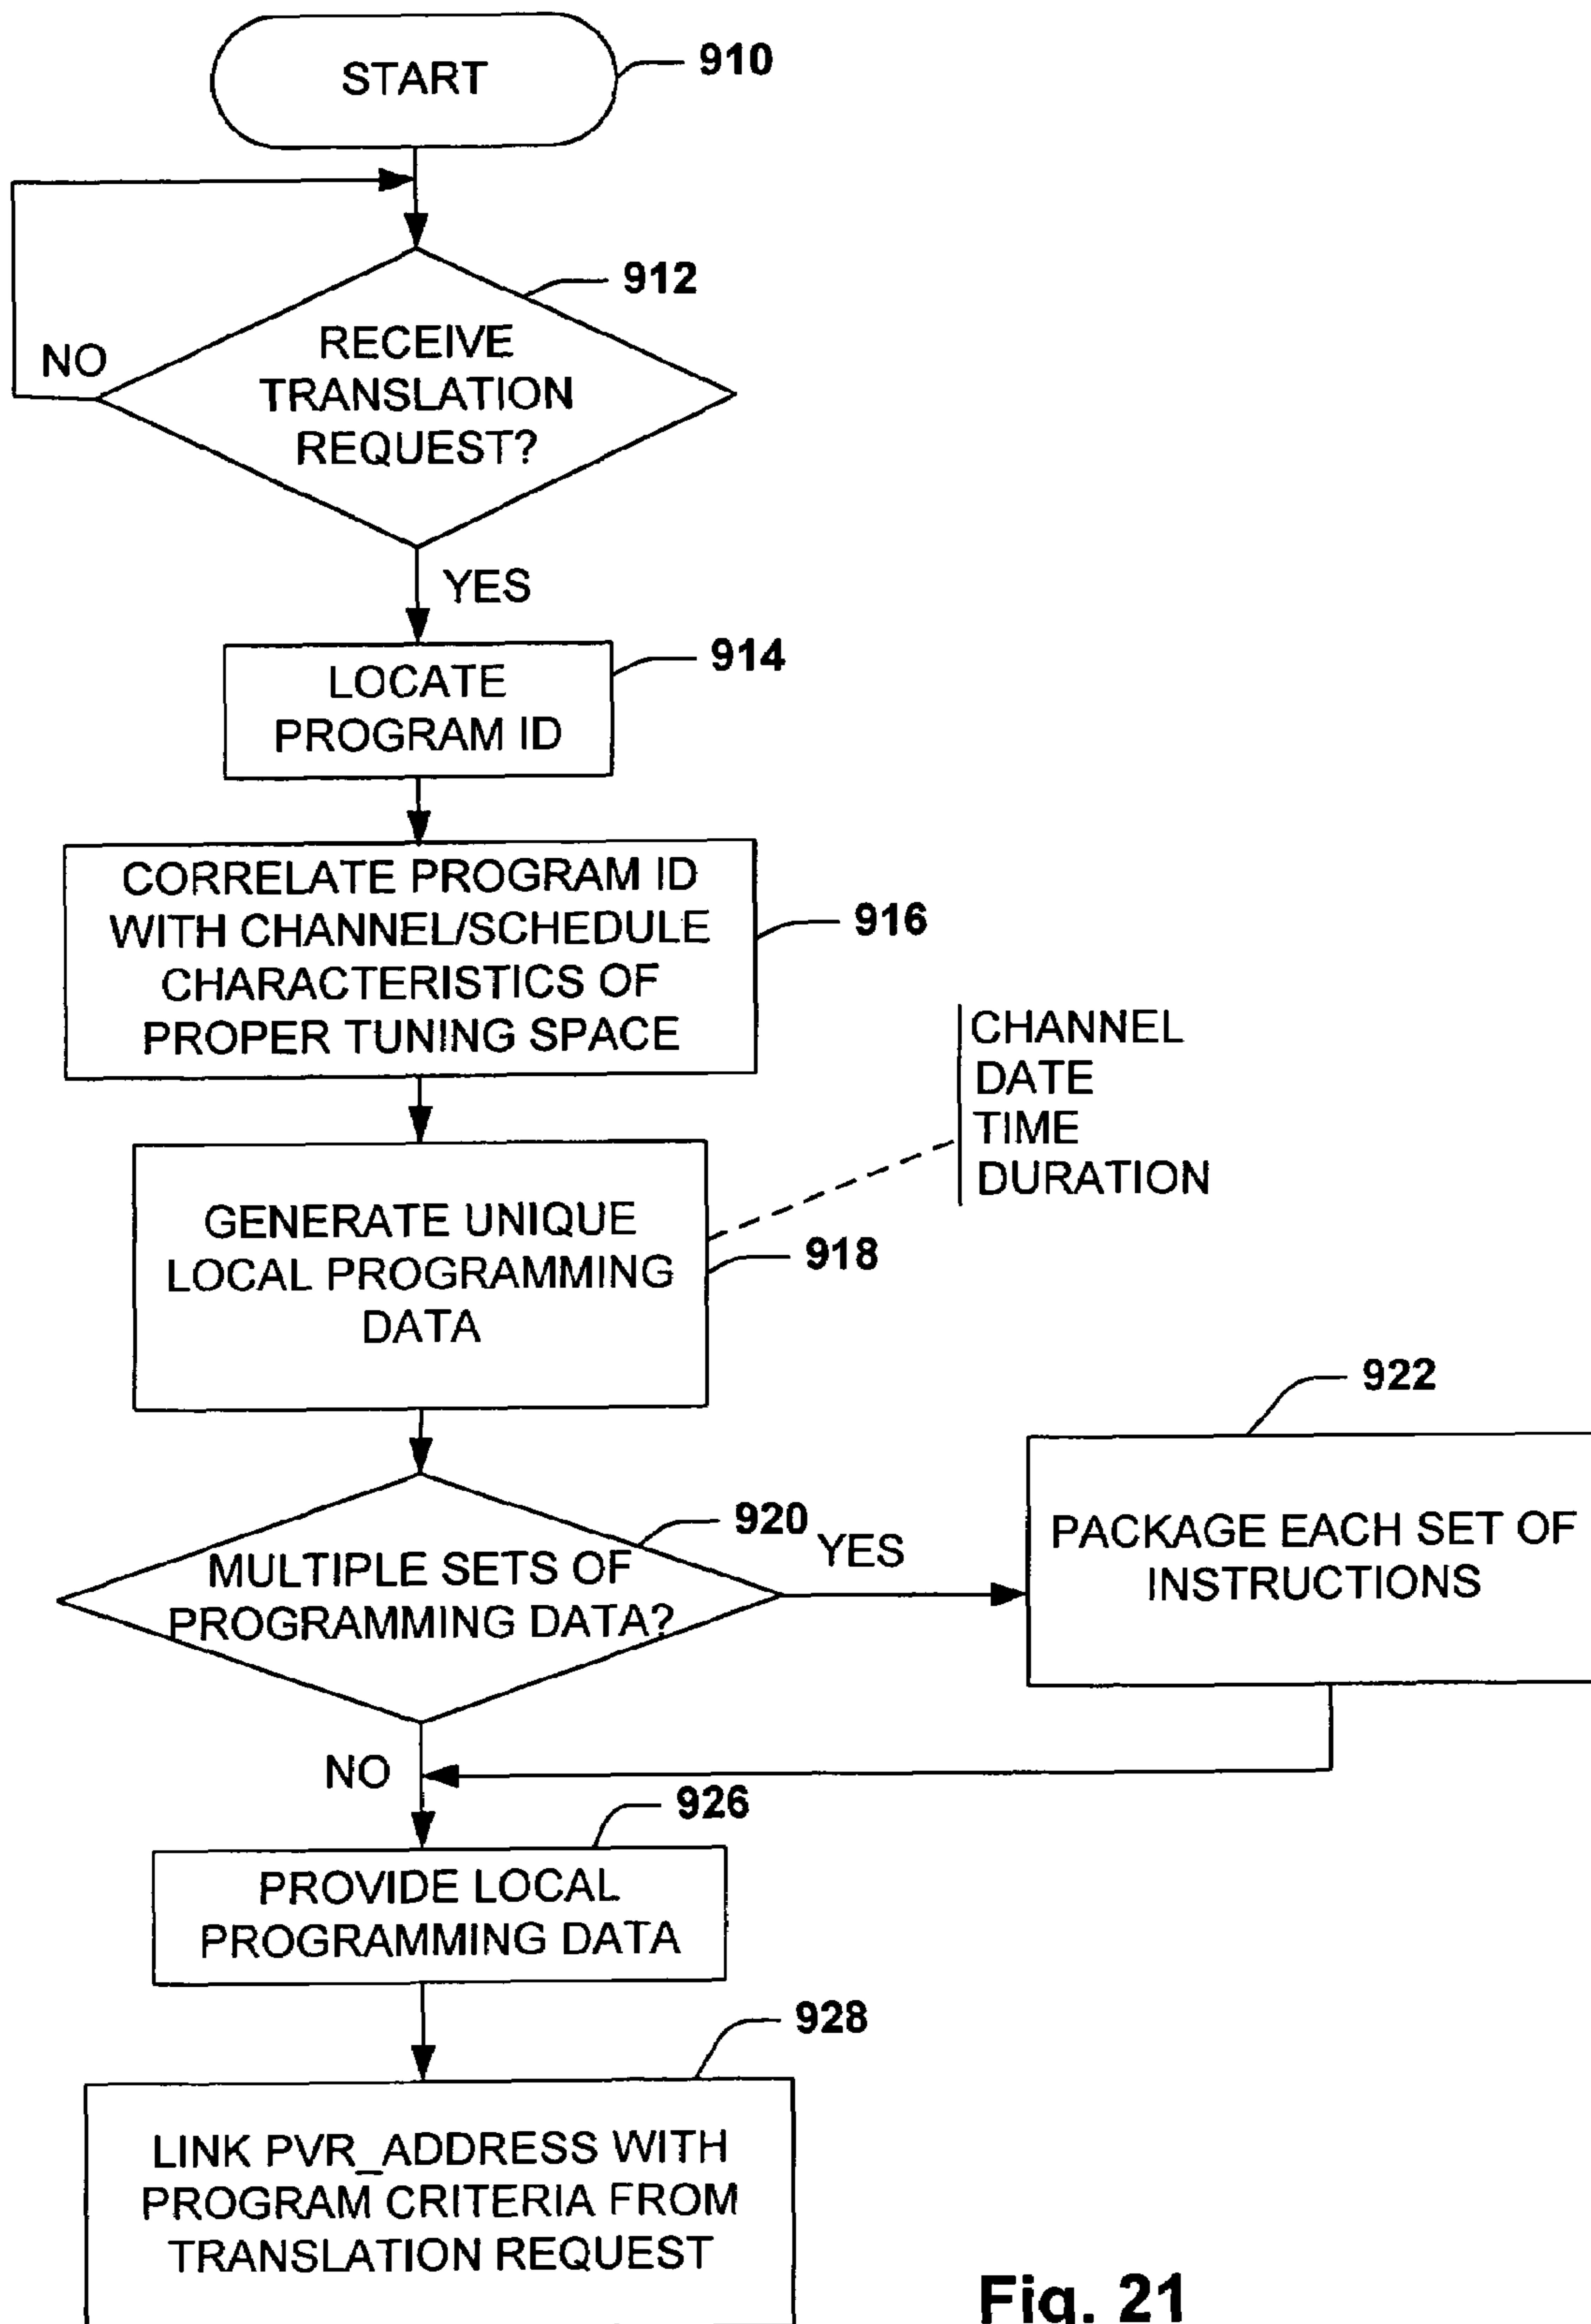 START
910
912
RECEIVE
TRANSLATION
REQUEST?
NO
YES
914
LOCATE
PROGRAM ID
CORRELATE PROGRAM ID
WITH CHANNEL/SCHEDULE
CHARACTERISTICS OF
PROPER TUNING SPACE
916
CHANNEL
DATE
TIME
DURATION
GENERATE UNIQUE
LOCAL PROGRAMMING
DATA
918
922
920
YES
MULTIPLE SETS OF
PROGRAMMING DATA?
PACKAGE EACH SET OF
INSTRUCTIONS
NO
926
PROVIDE LOCAL
PROGRAMMING DATA
928
LINK PVR_ADDRESS WITH
PROGRAM CRITERIA FROM
TRANSLATION REQUEST
Fig. 21